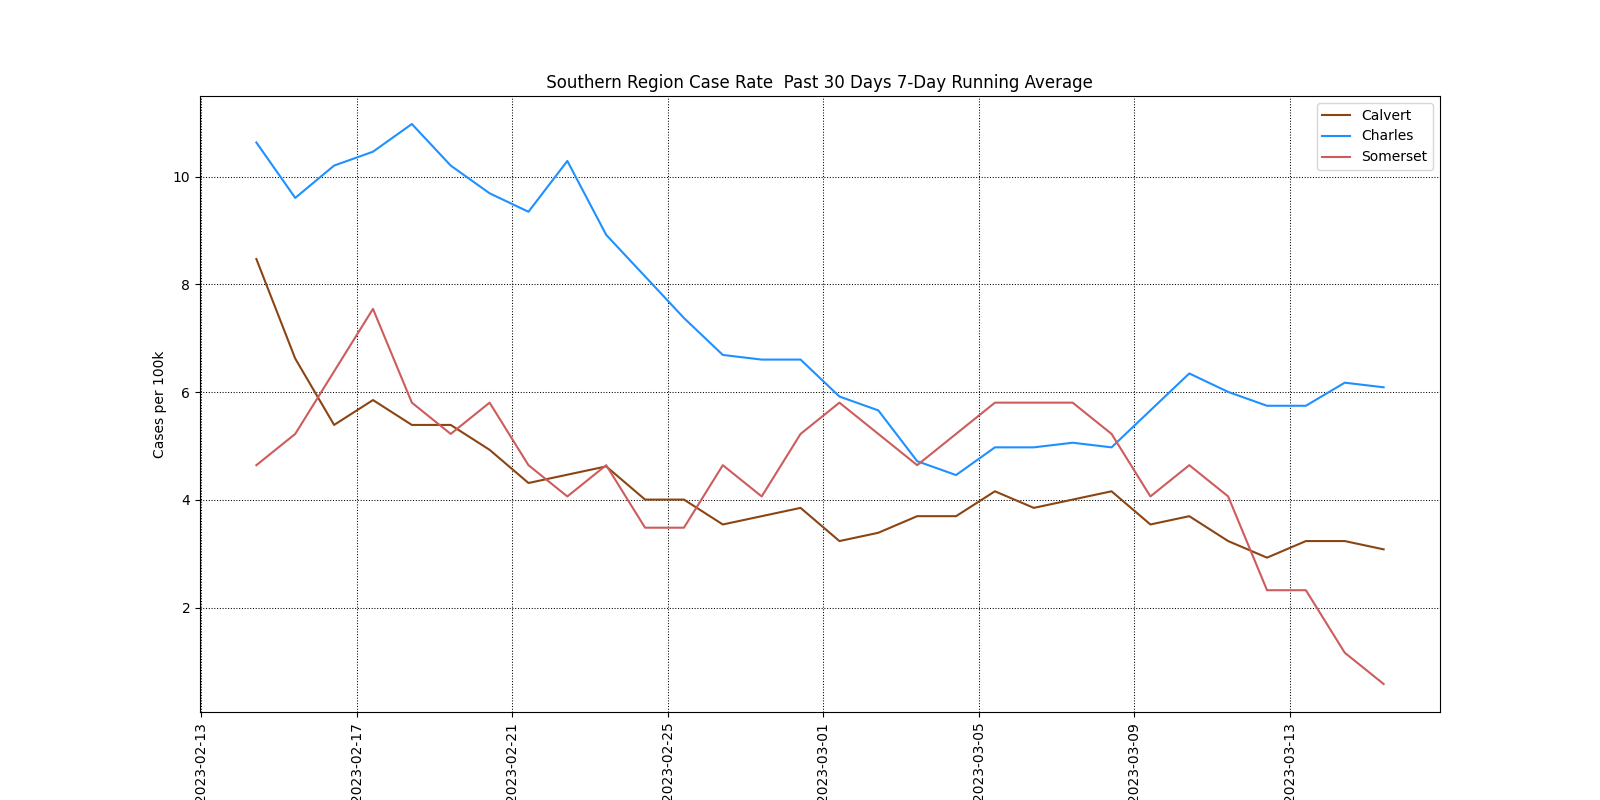 Southern Region Case Rate  Past 30 Days 7-Day Running Average
Calvert
Charles
Somerset
Cases per 100k
10
8
6
4
2
2023-02-13
2023-02-17
2023-02-21
2023-02-25
2023-03-01
2023-03-05
2023-03-09
2023-03-13